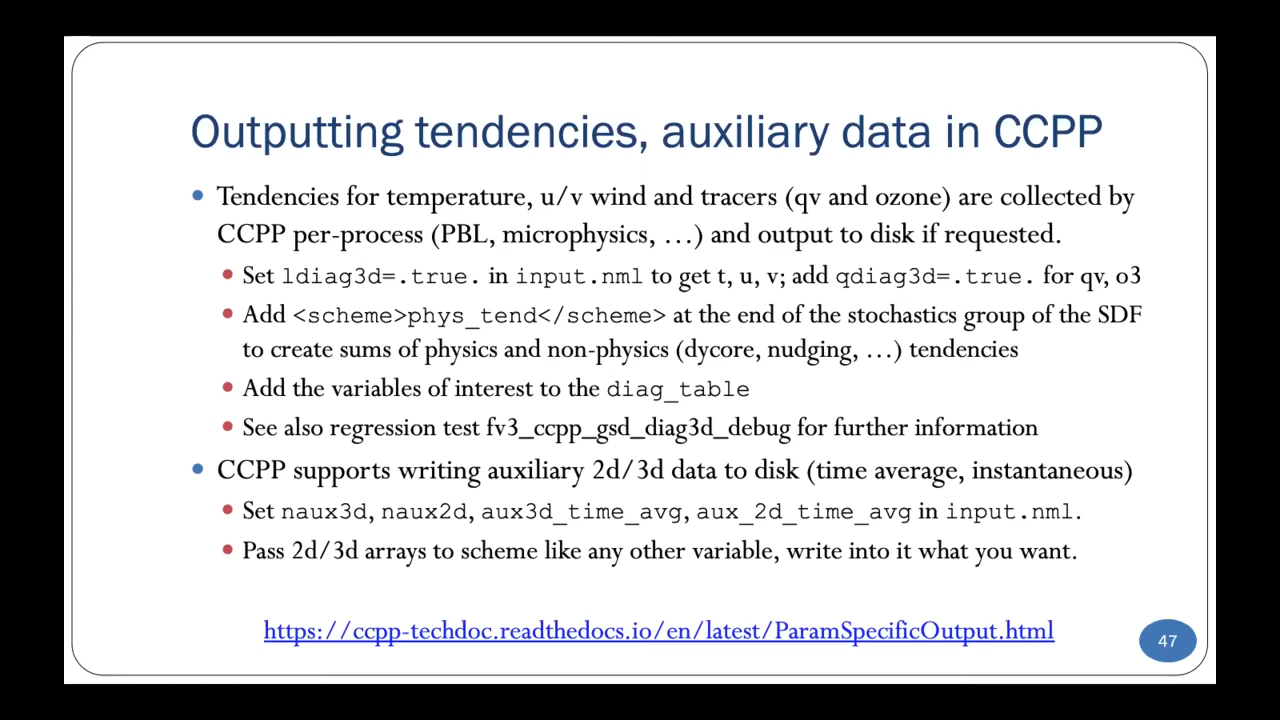 Outputting tendencies, auxiliary data in CCPP
• Tendencies for temperature, u/v wind and tracers (qv and ozone) are collected by
CCPP per-process (PBL, microphysics, …) and output to disk if requested.
• Set ldiag3d=.true. in input.nml to get t, u, v; add qdiag3d=.true. for qv, o3
• Add <scheme>phys_tend</scheme> at the end of the stochastics group of the SDF
to create sums of physics and non-physics (dycore, nudging, …) tendencies
• Add the variables of interest to the diag_table
• See also regression test fv3_ccpp_gsd_diag3d_debug for further information
• CCPP supports writing auxiliary 2d/3d data to disk (time average, instantaneous)
• Set naux3d, naux2d, aux3d_time_avg, aux_2d_time_avg in input.nml.
• Pass 2d/3d arrays to scheme like any other variable, write into it what you want.
https://ccpp-techdoc.readthedocs.io/en/latest/ParamSpecificOutput.html
47